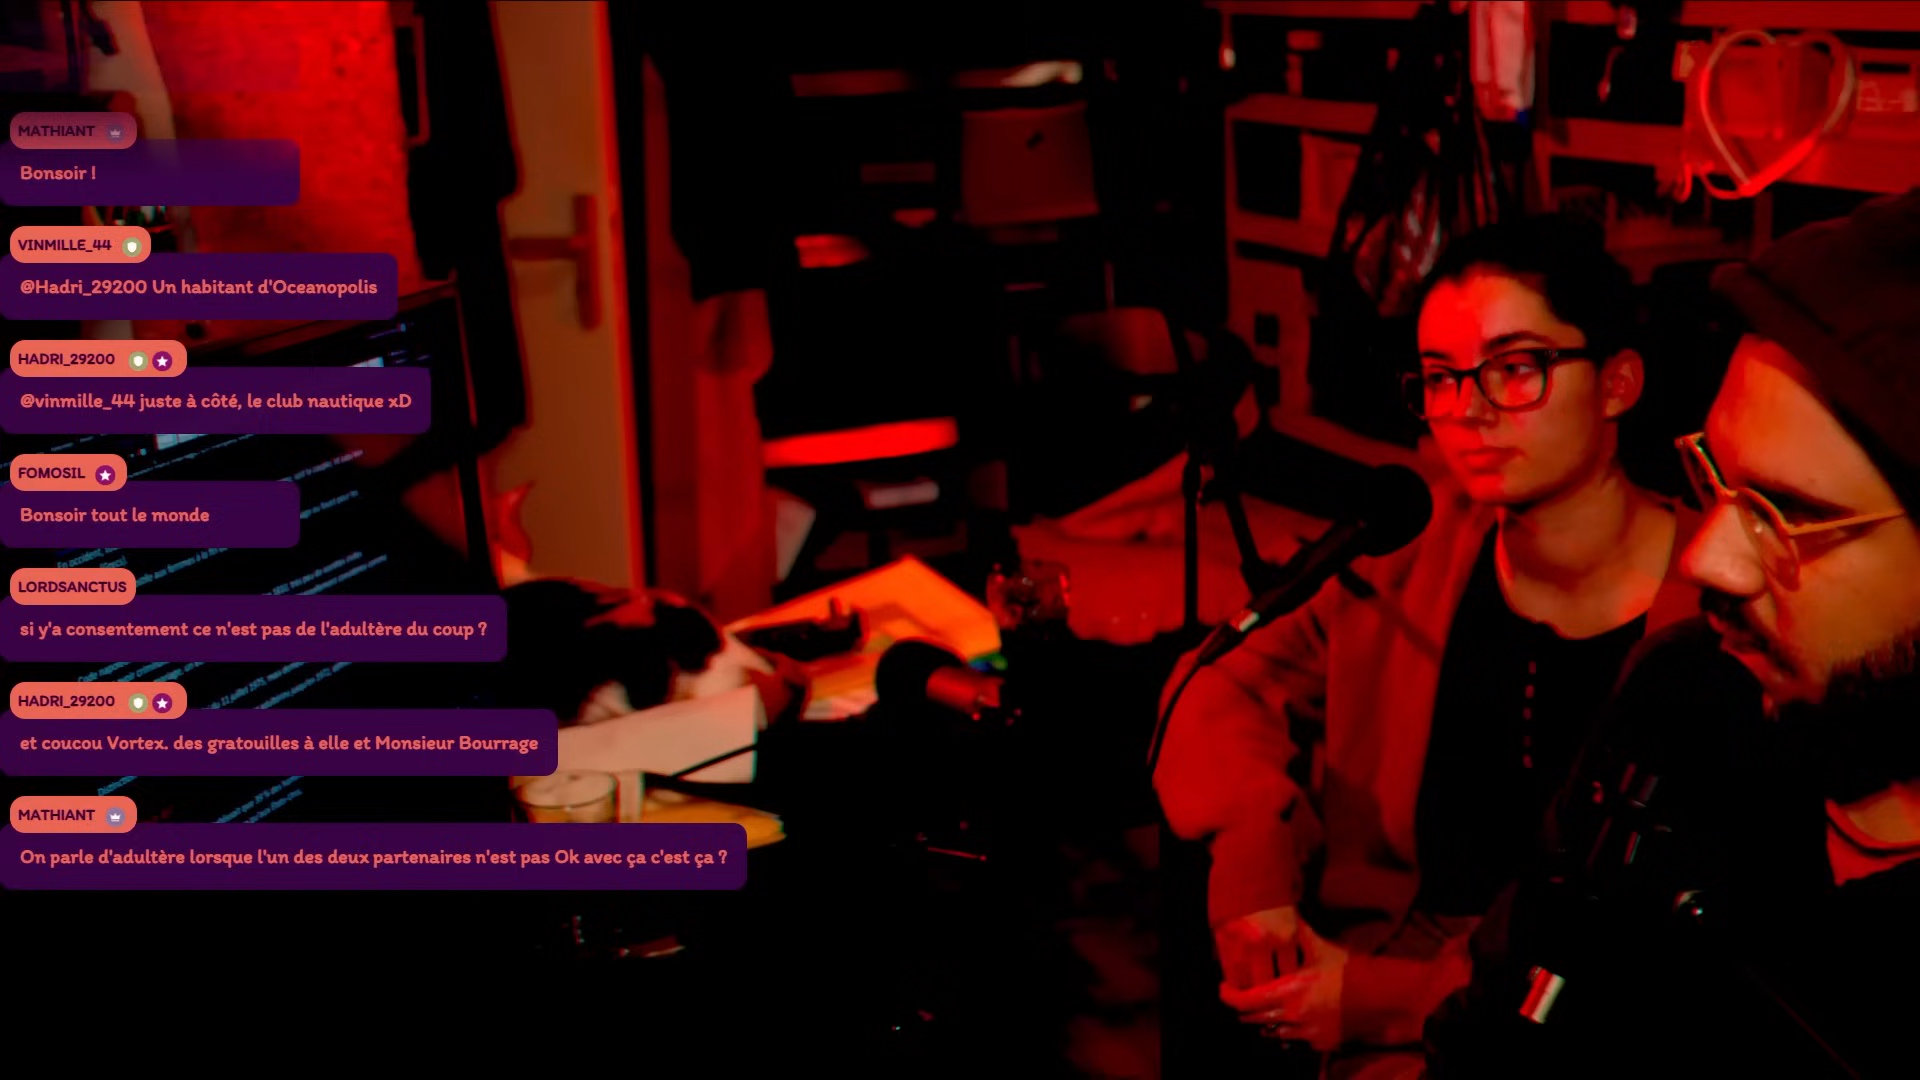 MATHIANT
Bonsoir !
VINMILLE_44
@Hadri_29200 Un habitant d'Oceanopolis
HADRI_29200
@vinmille_44 juste à côté, le club nautique xD
FOMOSIL
Bonsoir tout le monde
LORDSANCTUS
si y'a consentement ce n'est pas de l'adultère du coup ?
HADRI_29200
et coucou Vortex. des gratouilles à elle et Monsieur Bourrage
MATHIANT
On parle d'adultère lorsque l'un des deux partenaires n'est pas Ok avec ça c'est ça ?